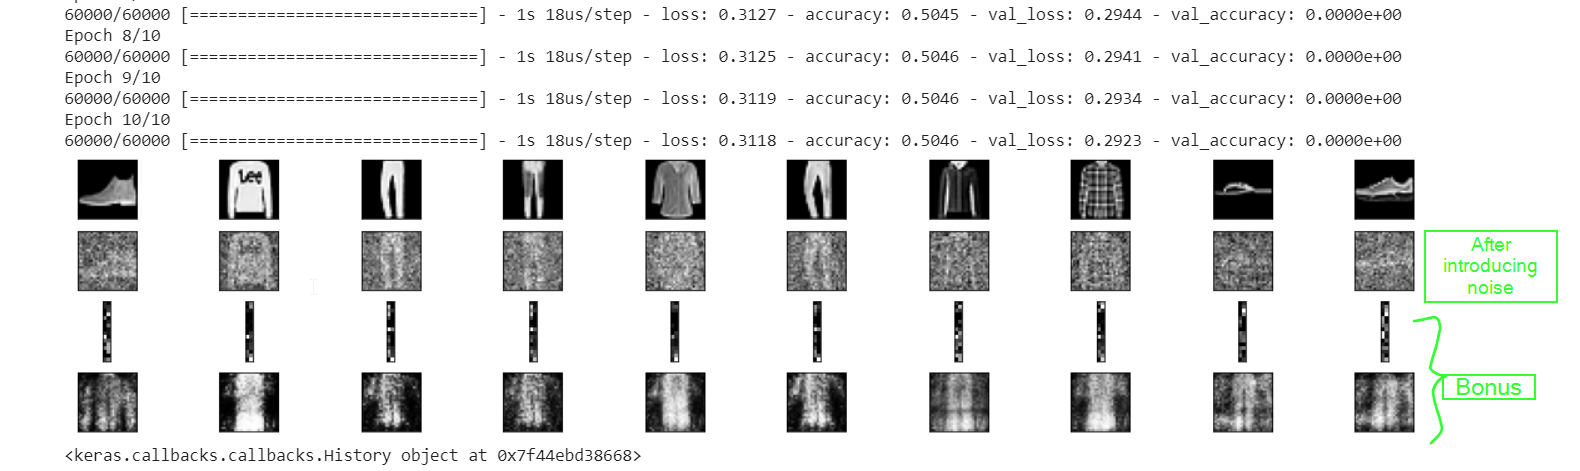 60000/60000 [==============================] - 1s 18us/step - loss: 0.3127 - accuracy: 0.5045 - val_loss: 0.2944 - val_accuracy: 0.0000e+00
Epoch 8/10
60000/60000 [==============================] - 1s 18us/step - loss: 0.3125 - accuracy: 0.5046 - val_loss: 0.2941 - val_accuracy: 0.0000e+00
Epoch 9/10
60000/60000 [==============================] - 1s 18us/step - loss: 0.3119 - accuracy: 0.5046 - val_loss: 0.2934 - val_accuracy: 0.0000e+00
Epoch 10/10
60000/60000 [==============================] - 1s 18us/step - loss: 0.3118 - accuracy: 0.5046 - val_loss: 0.2923 - val_accuracy: 0.0000e+00
Lee
After
introducing
noise
Bonus
<keras.callbacks.callbacks.History object at 0x7f44ebd38668>